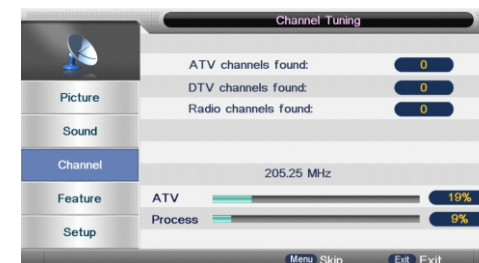 Channel Tuning
ATV channels found: 0
DTV channels found: 0
Radio channels found: 0
Picture
Sound
Channel
Feature
Setup
205.25 MHz
ATV 19%
Process 9%
Menu Skip Exit Exit